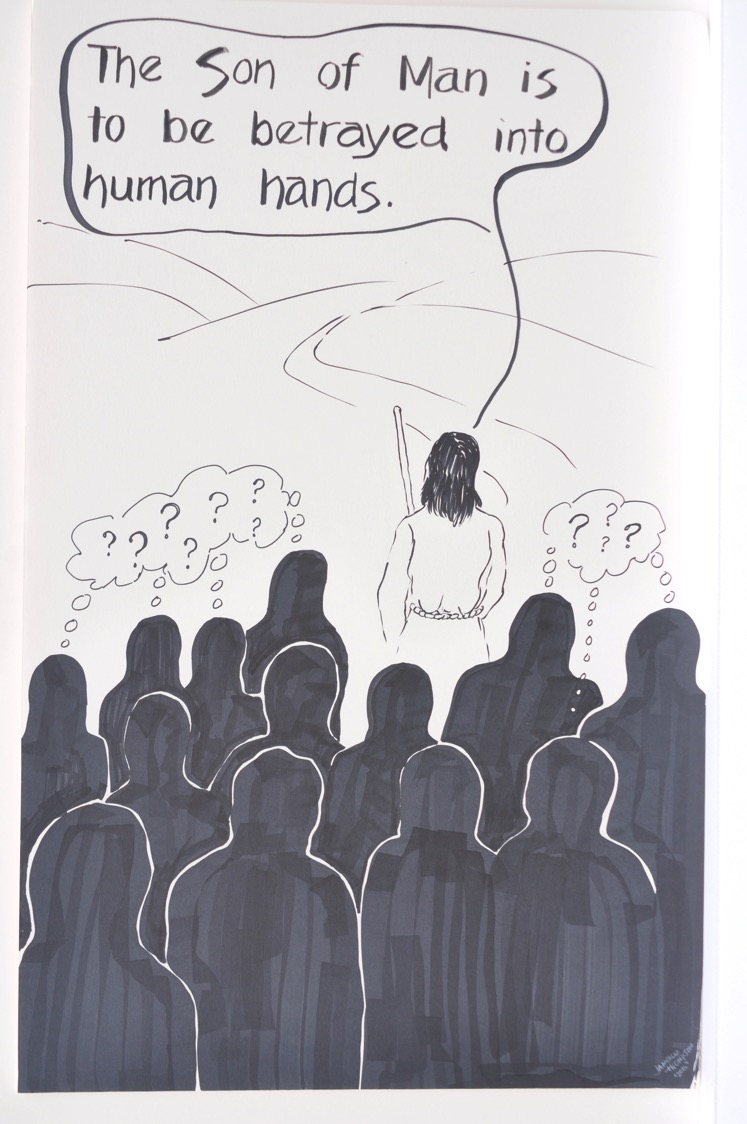 The Son of Man is
to be betrayed into
human hands.
? ? ? ? ? ? ?
? ? ? ?